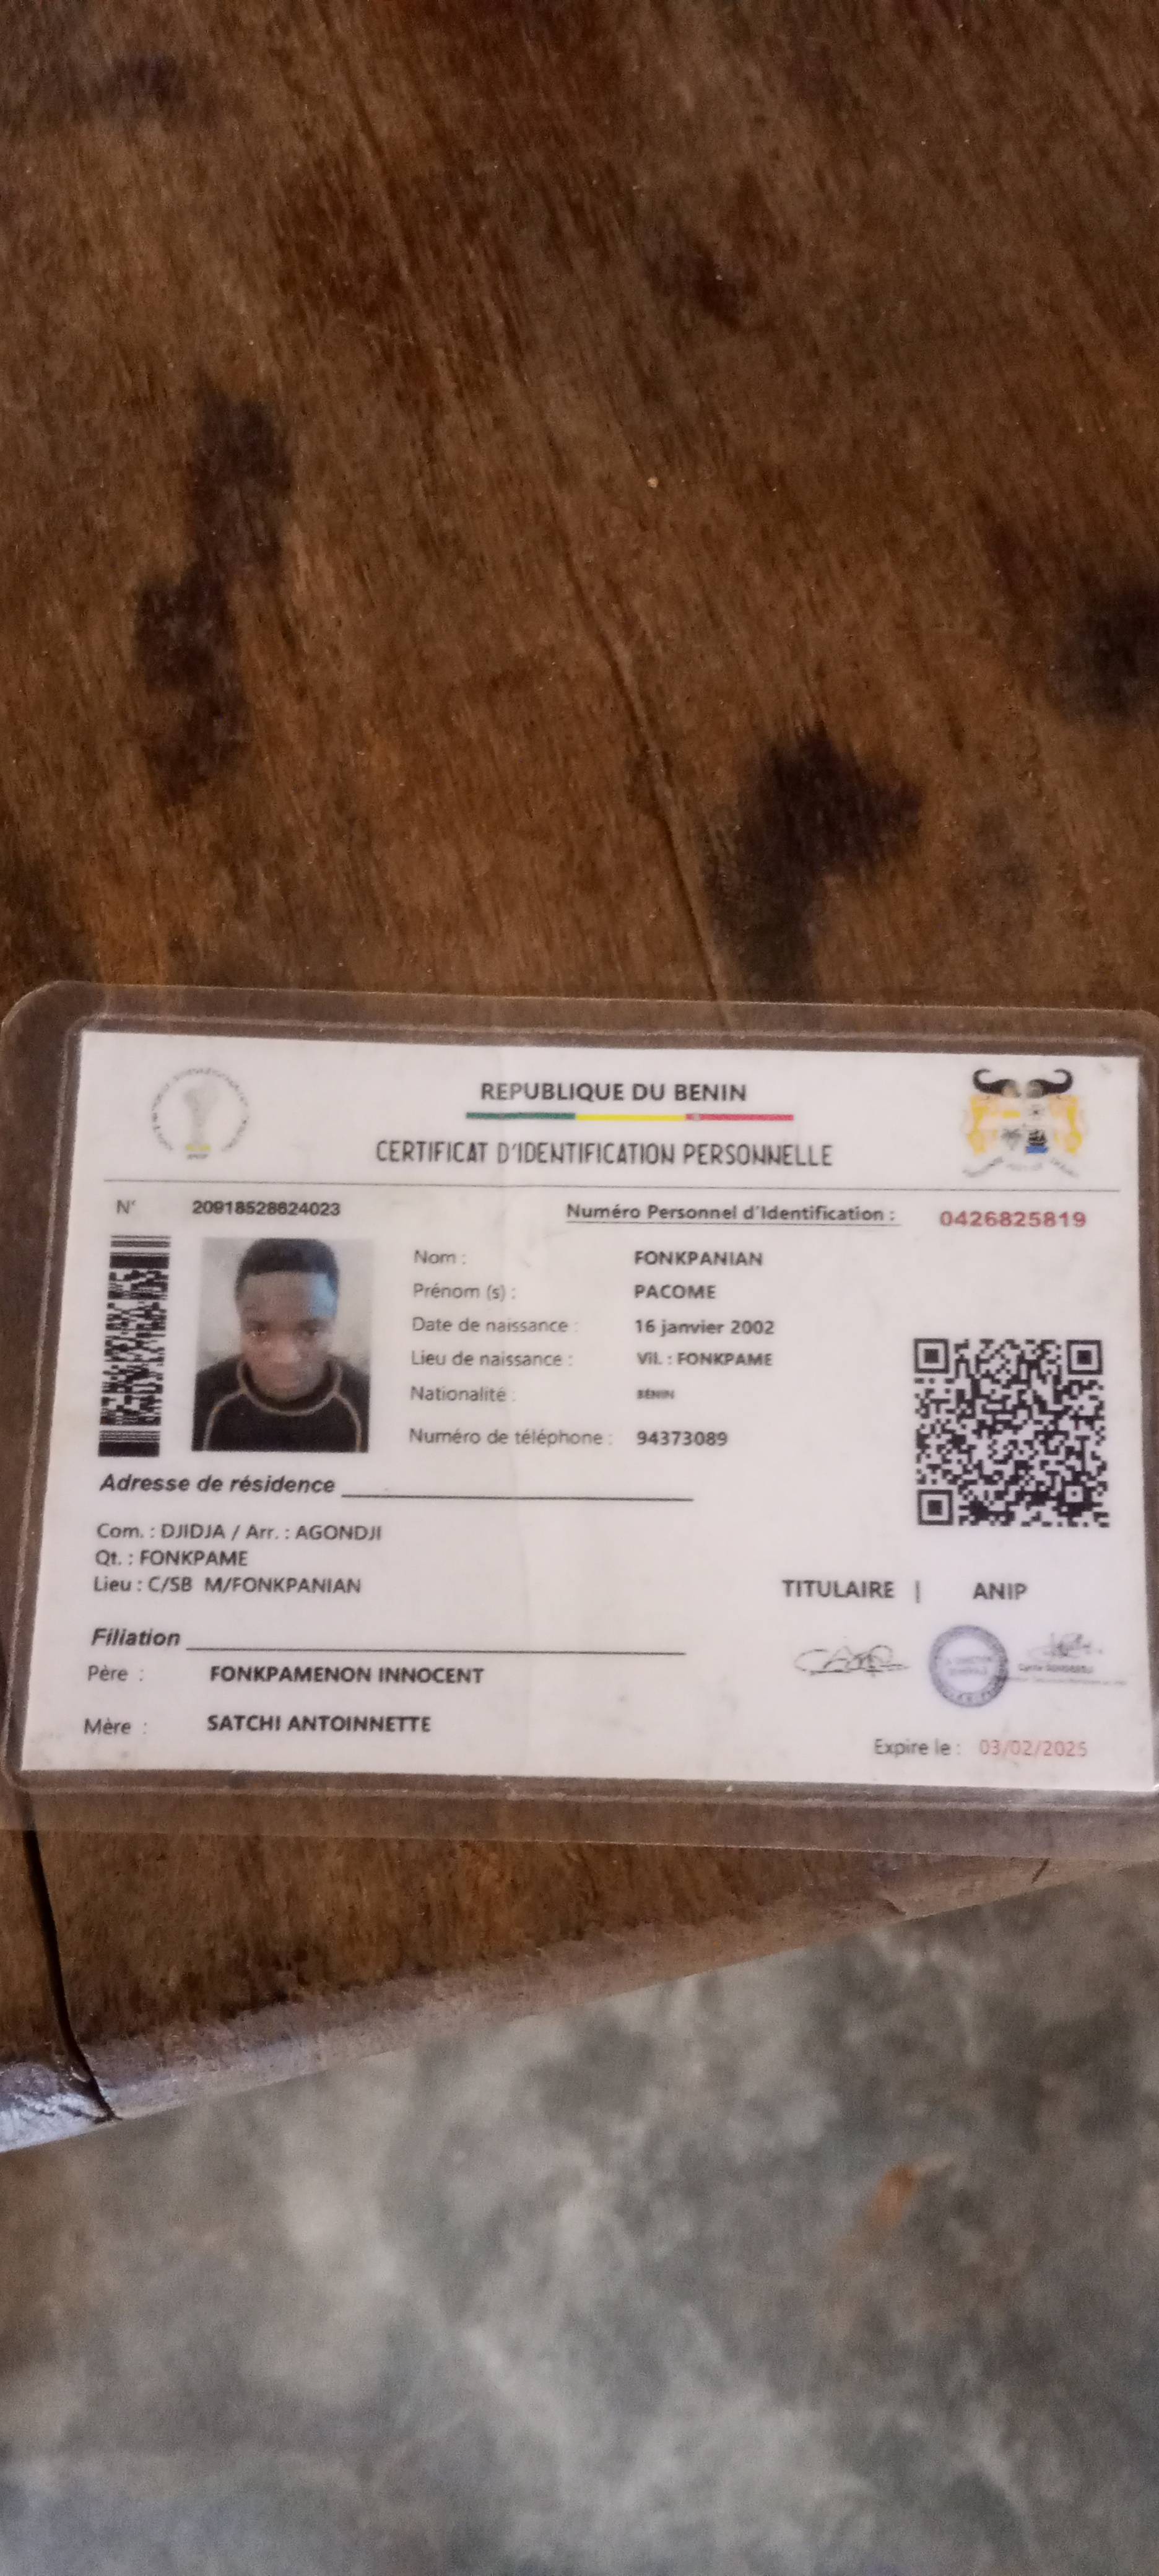 REPUBLIQUE DU BENIN
CERTIFICAT D'IDENTIFICATION PERSONNELLE
N° 20918528624023
Numéro Personnel d'Identification : 0426825819
Nom : FONKPANIAN
Prénom (s) : PACOME
Date de naissance : 16 janvier 2002
Lieu de naissance : Vil. : FONKPAME
Nationalité : BENIN
Numéro de téléphone : 94373089
Adresse de résidence
Com. : DJIDJA / Arr. : AGONDJI
Qt. : FONKPAME
Lieu : C/SB M/FONKPANIAN
TITULAIRE | ANIP
Filiation
Père : FONKPAMENON INNOCENT
Mère : SATCHI ANTOINNETTE
Expire le : 03/02/2025